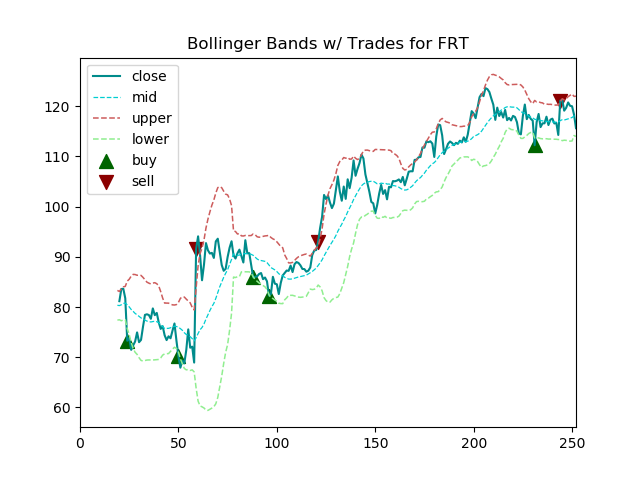 Bollinger Bands w/ Trades for FRT
close
mid
upper
lower
buy
sell
120
110
100
90
80
70
60
0 50 100 150 200 250